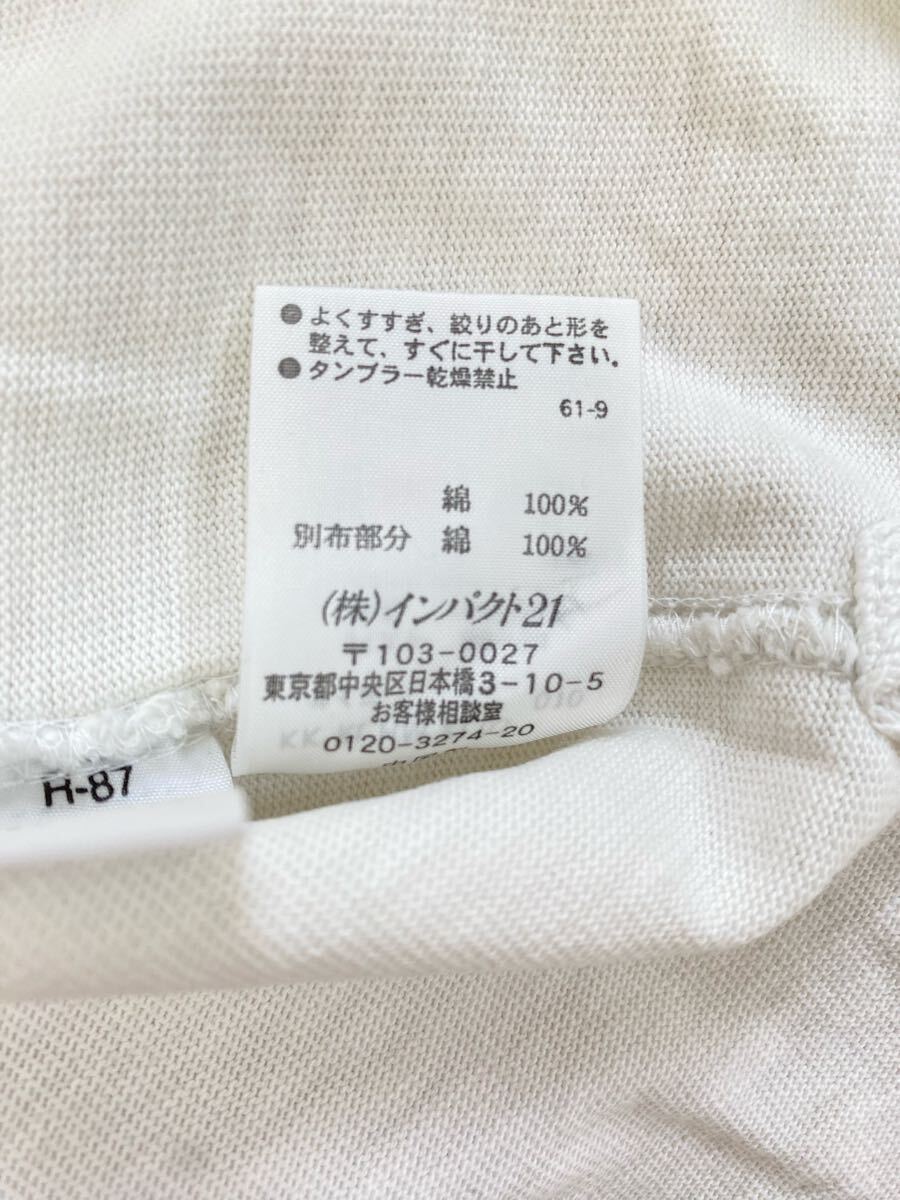 ● よくすすぎ、絞りのあと形を
整えて、すぐに干して下さい。
● タンブラー乾燥禁止
61-9
綿 100%
別布部分 綿 100%
(株)インパクト21
〒103-0027
東京都中央区日本橋3-10-5
お客様相談室
0120-3274-20
H-87